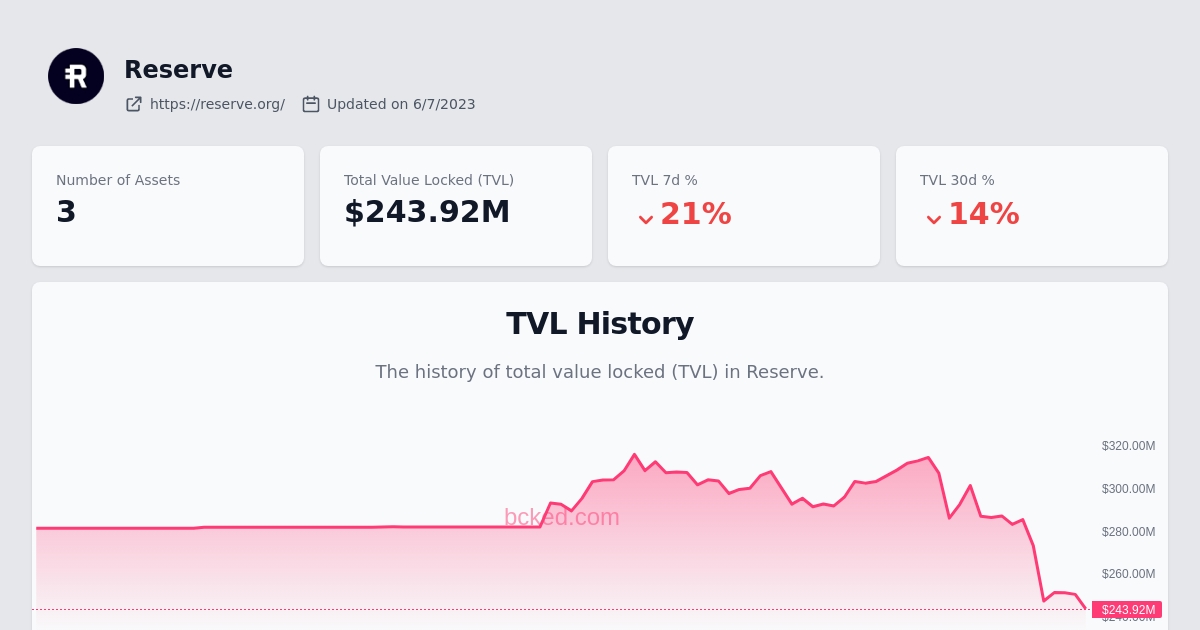 Reserve
https://reserve.org/ Updated on 6/7/2023
Number of Assets
3
Total Value Locked (TVL)
$243.92M
TVL 7d %
21%
TVL 30d %
14%
TVL History
The history of total value locked (TVL) in Reserve.
$320.00M
$300.00M
bcked.com
$280.00M
$260.00M
$243.92M
$240.00M